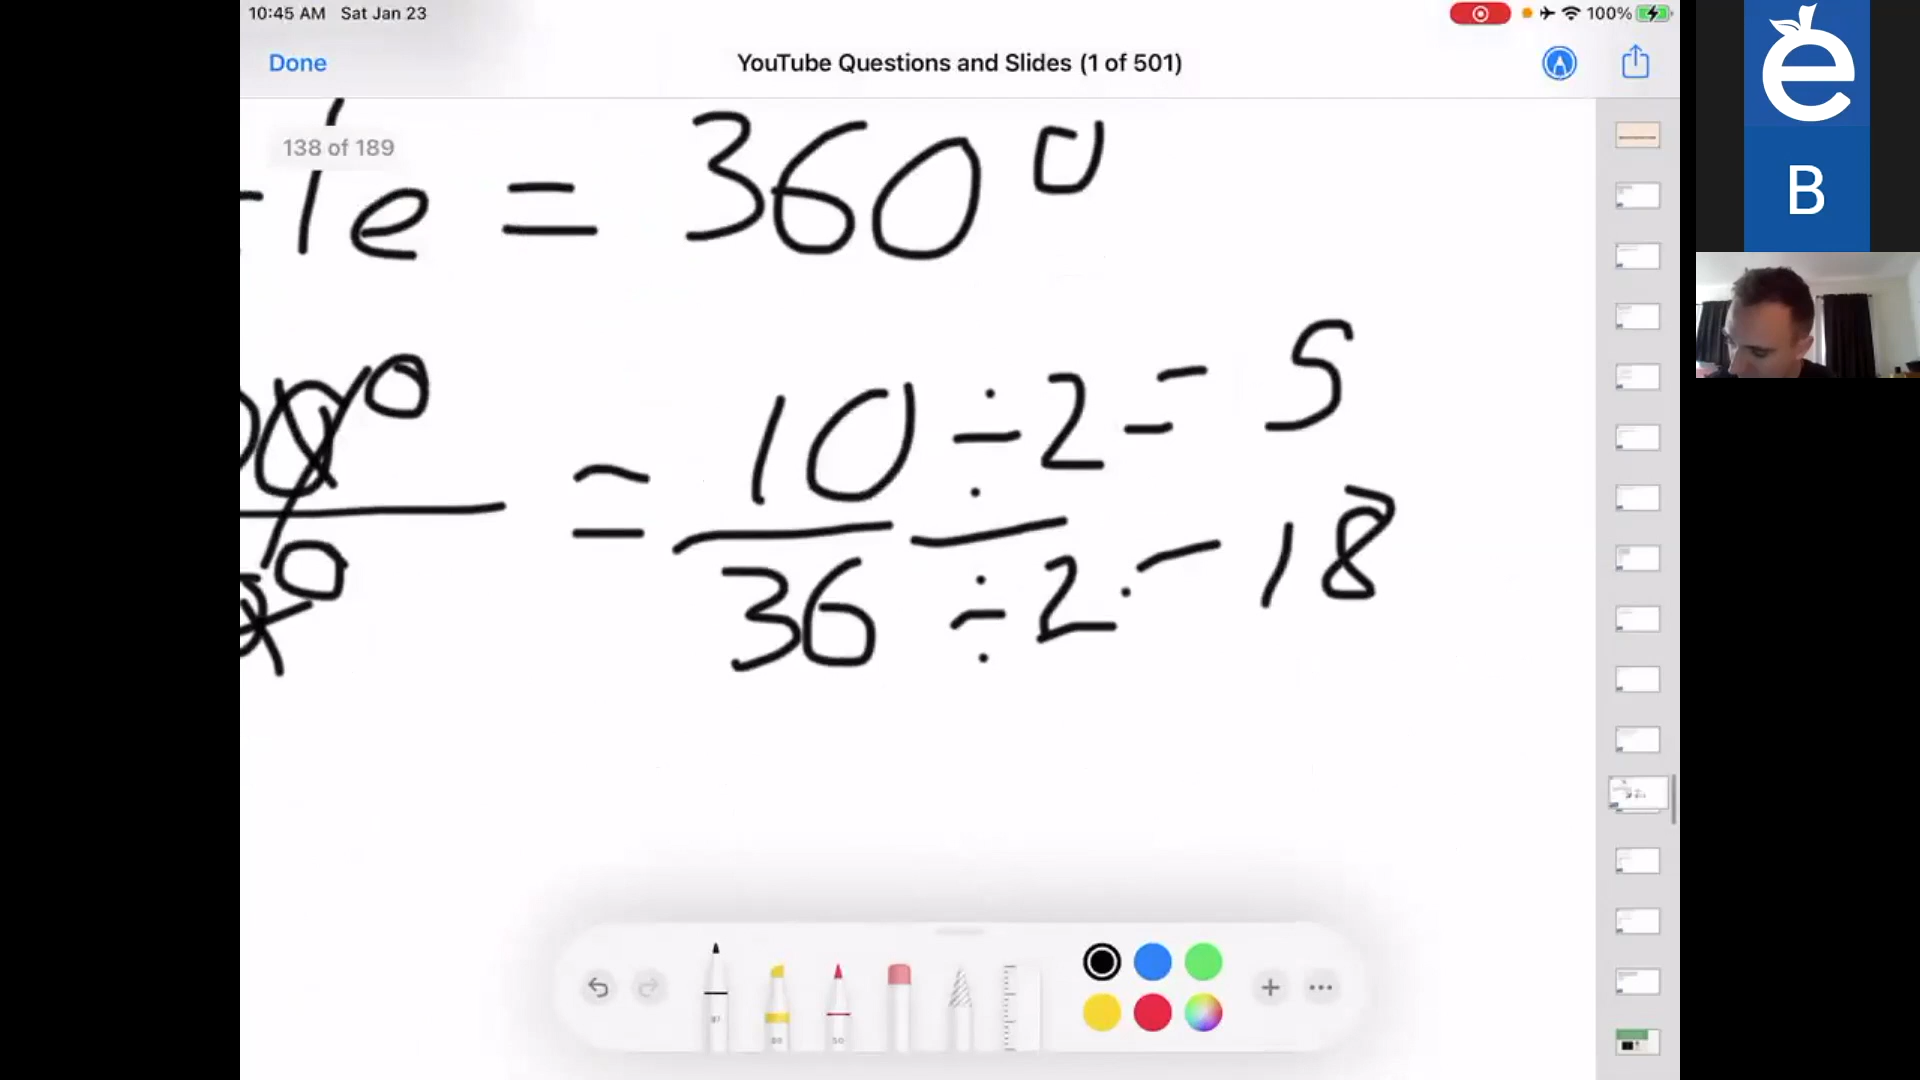 10:45 AM Sat Jan 23
100%
Done
YouTube Questions and Slides (1 of 501)
138 of 189
ie = 360°
10 ÷ 2 = 5
36 ÷ 2 = 18
e
B